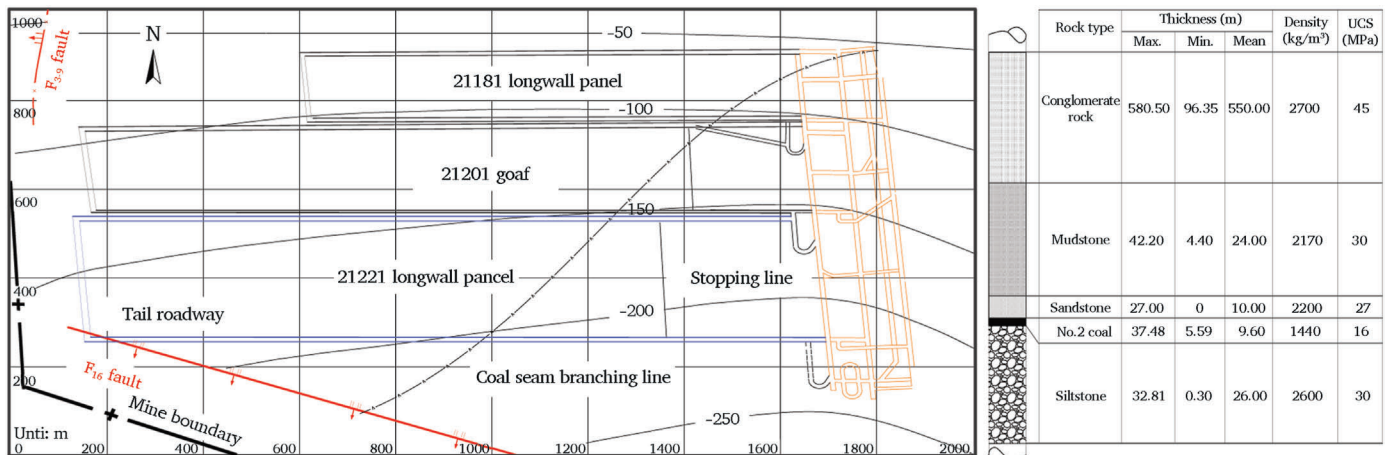 1000
N
-50
F3-9 fault
21181 longwall panel
800
-100
21201 goaf
600
-150
21221 longwall pancel
Stopping line
400
Tail roadway
-200
F16 fault
Coal seam branching line
200
Mine boundary
-250
Unti: m
0 200 400 600 800 1000 1200 1400 1600 1800 2000
Rock type Thickness (m) Density (kg/m³) UCS (MPa)
Max. Min. Mean
Conglomerate rock 580.50 96.35 550.00 2700 45
Mudstone 42.20 4.40 24.00 2170 30
Sandstone 27.00 0 10.00 2200 27
No.2 coal 37.48 5.59 9.60 1440 16
Siltstone 32.81 0.30 26.00 2600 30